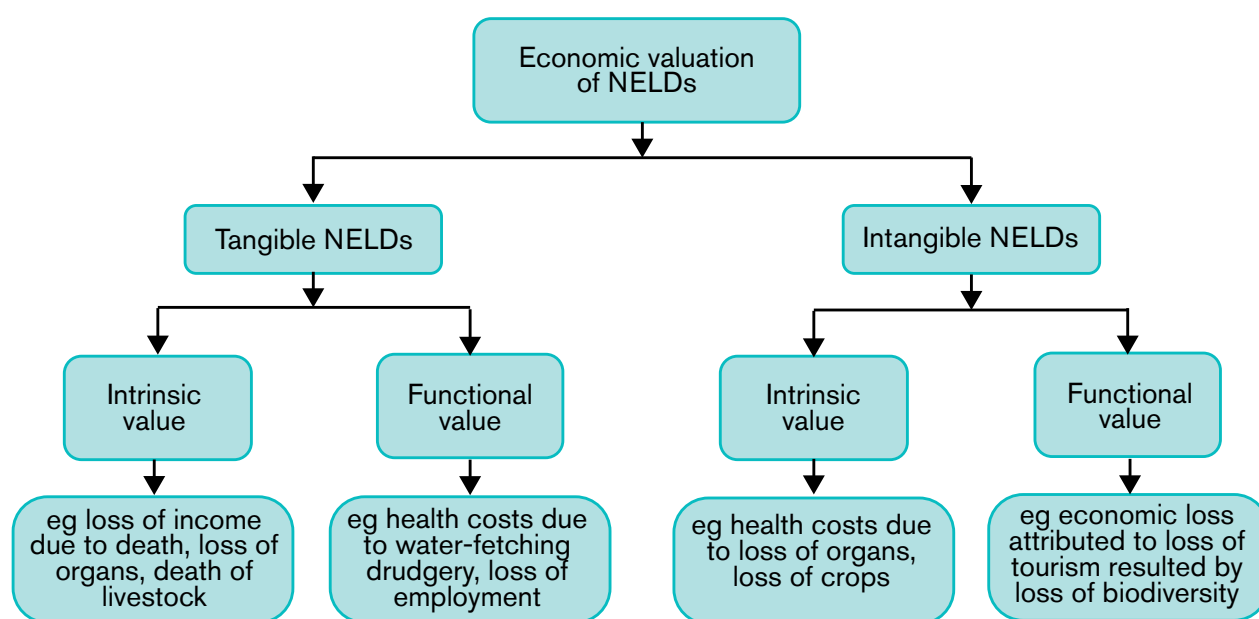 Economic valuation
of NELDs
Tangible NELDs
Intangible NELDs
Intrinsic
value
Functional
value
Intrinsic
value
Functional
value
eg loss of income
due to death, loss of
organs, death of
livestock
eg health costs due
to water-fetching
drudgery, loss of
employment
eg health costs due
to loss of organs,
loss of crops
eg economic loss
attributed to loss of
tourism resulted by
loss of biodiversity